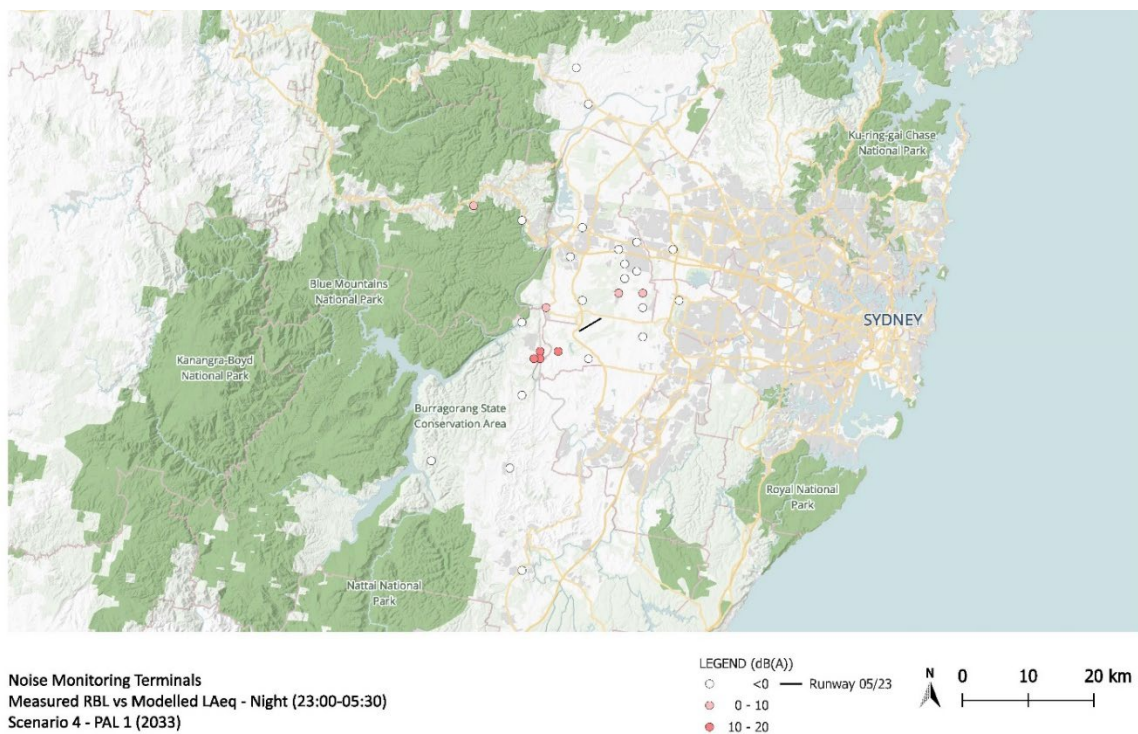 Ku-ring-gai Chase
National Park
Blue Mountains
National Park
SYDNEY
Kanangra-Boyd
National Park
Burragorang State
Conservation Area
Royal National
Park
Nattai National
Park
Noise Monitoring Terminals
Measured RBL vs Modelled LAeq - Night (23:00-05:30)
Scenario 4 - PAL 1 (2033)
LEGEND (dB(A))
<0
Runway 05/23
0 - 10
10 - 20
N
0 10 20 km